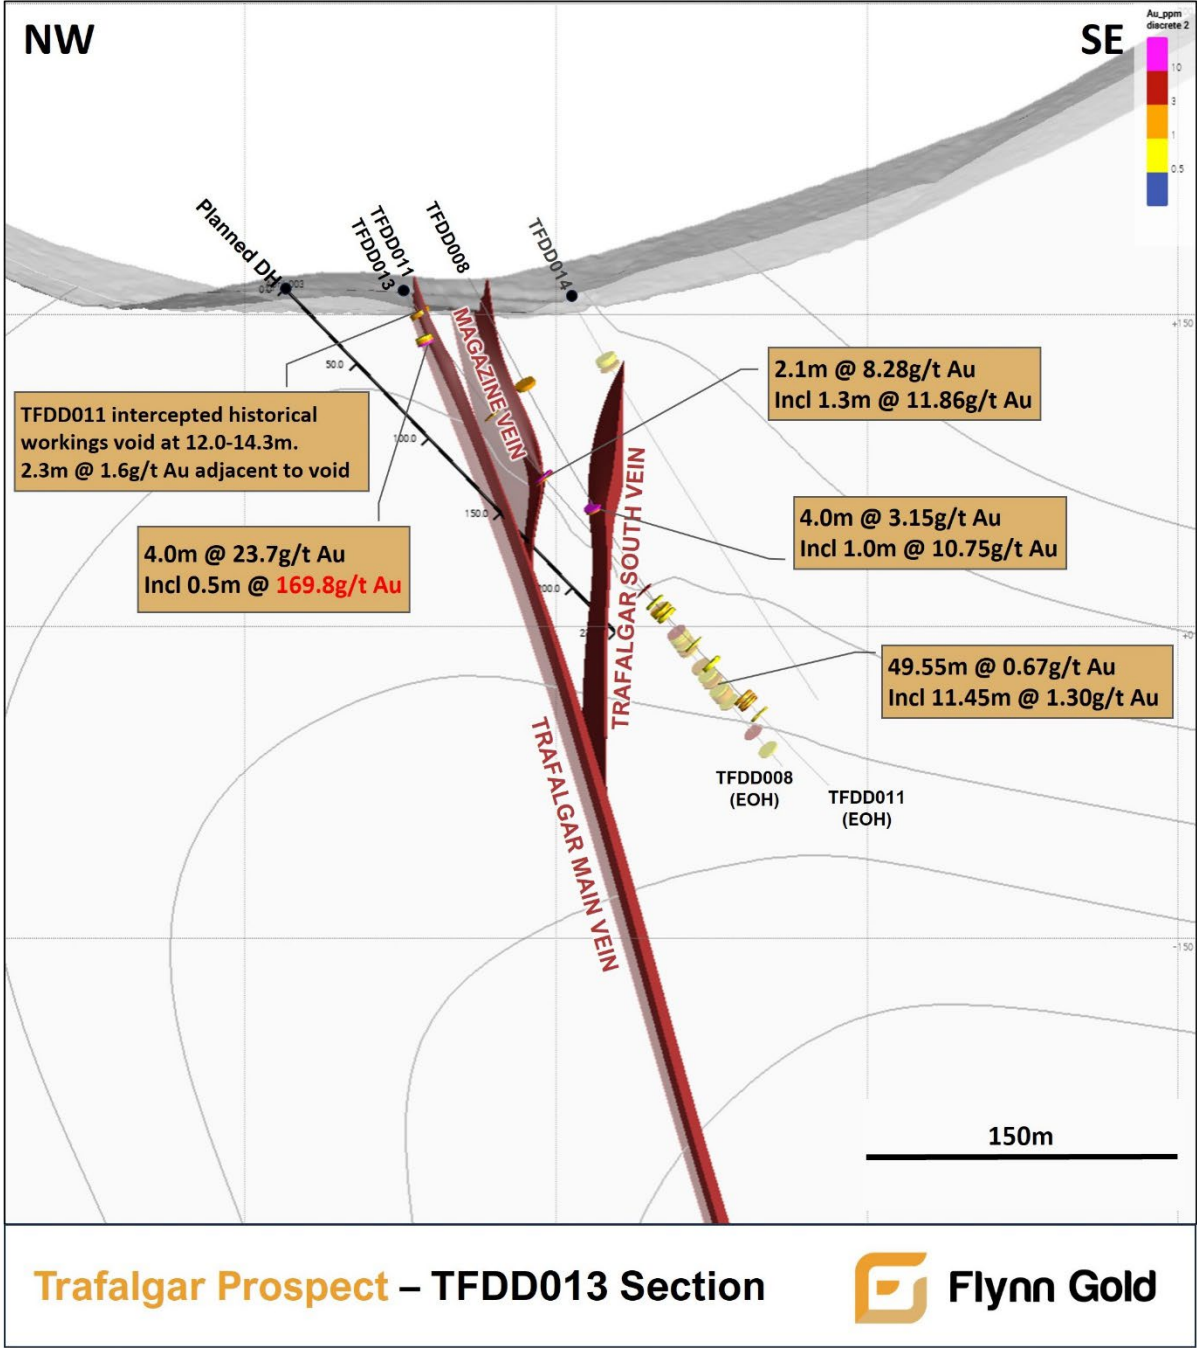 NW
SE
Au_ppm
discrete 2
10
3
1
0.5
Planned DH
TFDD013
TFDD011
TFDD008
TFDD014
+150
50.0
100.0
150.0
MAGAZINE VEIN
TRAFALGAR SOUTH VEIN
TRAFALGAR MAIN VEIN
TFDD011 intercepted historical
workings void at 12.0-14.3m.
2.3m @ 1.6g/t Au adjacent to void
4.0m @ 23.7g/t Au
Incl 0.5m @ 169.8g/t Au
2.1m @ 8.28g/t Au
Incl 1.3m @ 11.86g/t Au
4.0m @ 3.15g/t Au
Incl 1.0m @ 10.75g/t Au
+0
49.55m @ 0.67g/t Au
Incl 11.45m @ 1.30g/t Au
TFDD008
(EOH)
TFDD011
(EOH)
-150
150m
Trafalgar Prospect – TFDD013 Section
Flynn Gold